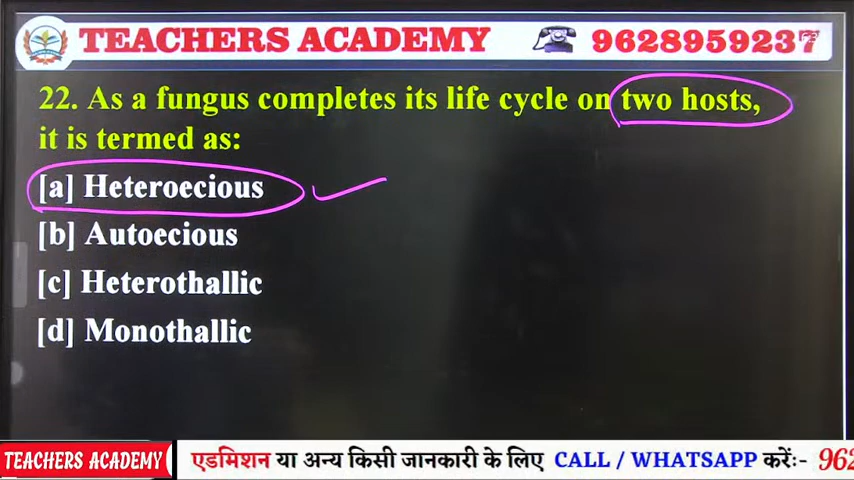 TEACHERS ACADEMY 9628959237
22. As a fungus completes its life cycle on two hosts,
it is termed as:
[a] Heteroecious
[b] Autoecious
[c] Heterothallic
[d] Monothallic
TEACHERS ACADEMY एडमिशन या अन्य किसी जानकारी के लिए CALL / WHATSAPP करेंः- 962